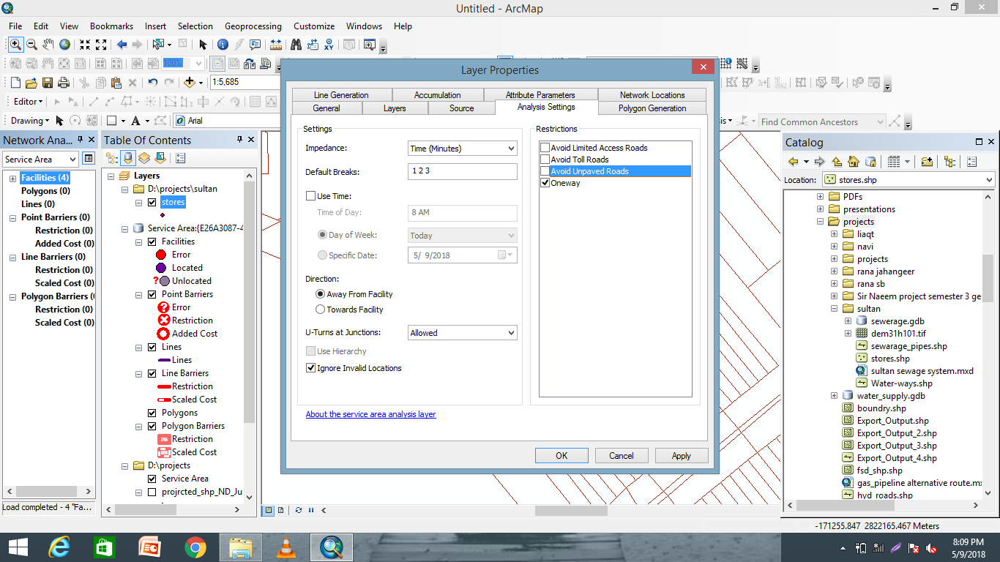 Untitled - ArcMap
File Edit View Bookmarks Insert Selection Geoprocessing Customize Windows Help
100%
1:5,685
Editor
Drawing
A
Arial
Find Common Ancestors
Layer Properties
Line Generation Accumulation Attribute Parameters Network Locations
General Layers Source Analysis Settings Polygon Generation
Settings
Impedance: Time (Minutes)
Default Breaks: 1 2 3
Use Time:
Time of Day: 8 AM
Day of Week: Today
Specific Date: 5/ 9/2018
Direction:
Away From Facility
Towards Facility
U-Turns at Junctions: Allowed
Use Hierarchy
Ignore Invalid Locations
About the service area analysis layer
Restrictions
Avoid Limited Access Roads
Avoid Toll Roads
Avoid Unpaved Roads
Oneway
OK Cancel Apply
Network Ana...
Service Area
Facilities (4)
Polygons (0)
Lines (0)
Point Barriers (0)
Restriction (0)
Added Cost (0)
Line Barriers (0)
Restriction (0)
Scaled Cost (0)
Polygon Barriers (
Restriction (0)
Scaled Cost (0)
Load completed - 4 "Fa...
Table Of Contents
Layers
D:\projects\sultan
stores
Service Area:{E26A3087-4
Facilities
Error
Located
Unlocated
Point Barriers
Error
Restriction
Added Cost
Lines
Lines
Line Barriers
Restriction
Scaled Cost
Polygons
Polygon Barriers
Restriction
Scaled Cost
D:\projects
Service Area
projrcted_shp_ND_Ju
Catalog
Location: stores.shp
PDFs
presentations
projects
liaqt
navi
projects
rana jahangeer
rana sb
Sir Naeem project semester 3 ge
sultan
sewerage.gdb
dem31h101.tif
sewarage_pipes.shp
stores.shp
sultan sewage system.mxd
Water-ways.shp
water_supply.gdb
boundry.shp
Export_Output.shp
Export_Output_2.shp
Export_Output_3.shp
Export_Output_4.shp
fsd_shp.shp
gas_pipeline alternative route.mx
hyd_roads.shp
-171255.847 2822165.467 Meters
8:09 PM
5/9/2018